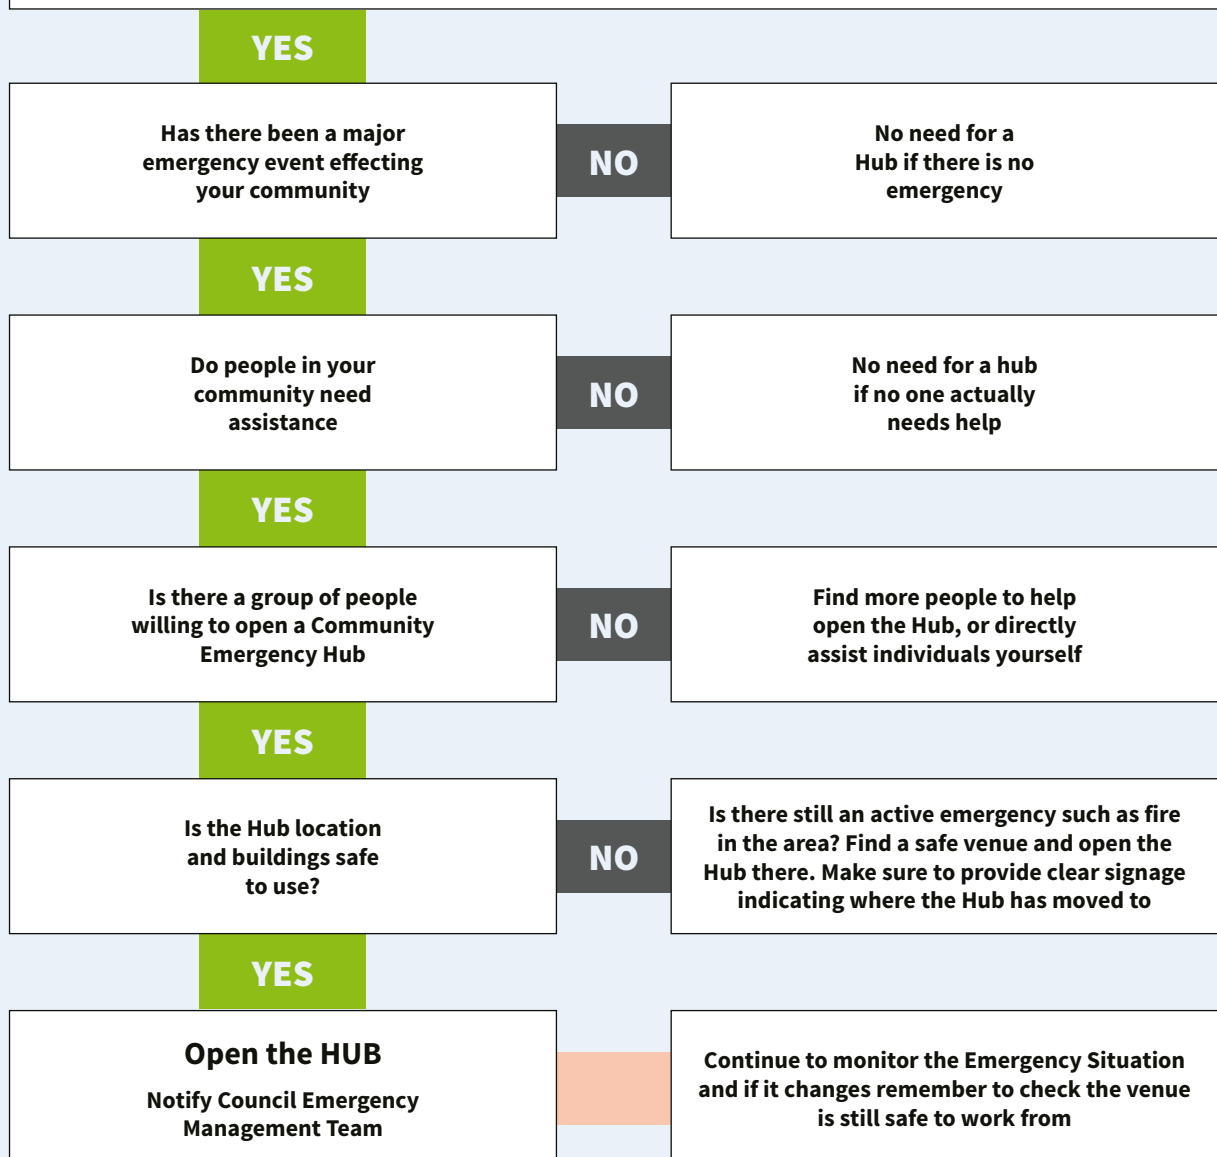 YES
Has there been a major
emergency event effecting
your community
NO
No need for a
Hub if there is no
emergency
YES
Do people in your
community need
assistance
NO
No need for a hub
if no one actually
needs help
YES
Is there a group of people
willing to open a Community
Emergency Hub
NO
Find more people to help
open the Hub, or directly
assist individuals yourself
YES
Is the Hub location
and buildings safe
to use?
NO
Is there still an active emergency such as fire
in the area? Find a safe venue and open the
Hub there. Make sure to provide clear signage
indicating where the Hub has moved to
YES
Open the HUB
Notify Council Emergency
Management Team
Continue to monitor the Emergency Situation
and if it changes remember to check the venue
is still safe to work from